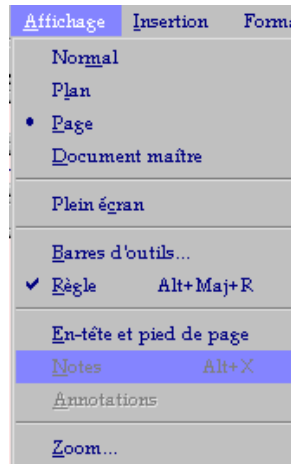 Affichage Insertion Forma
Normal
Plan
Page
Document maître
Plein écran
Barres d'outils...
Règle Alt+Maj+R
En-tête et pied de page
Notes Alt+X
Annotations
Zoom...